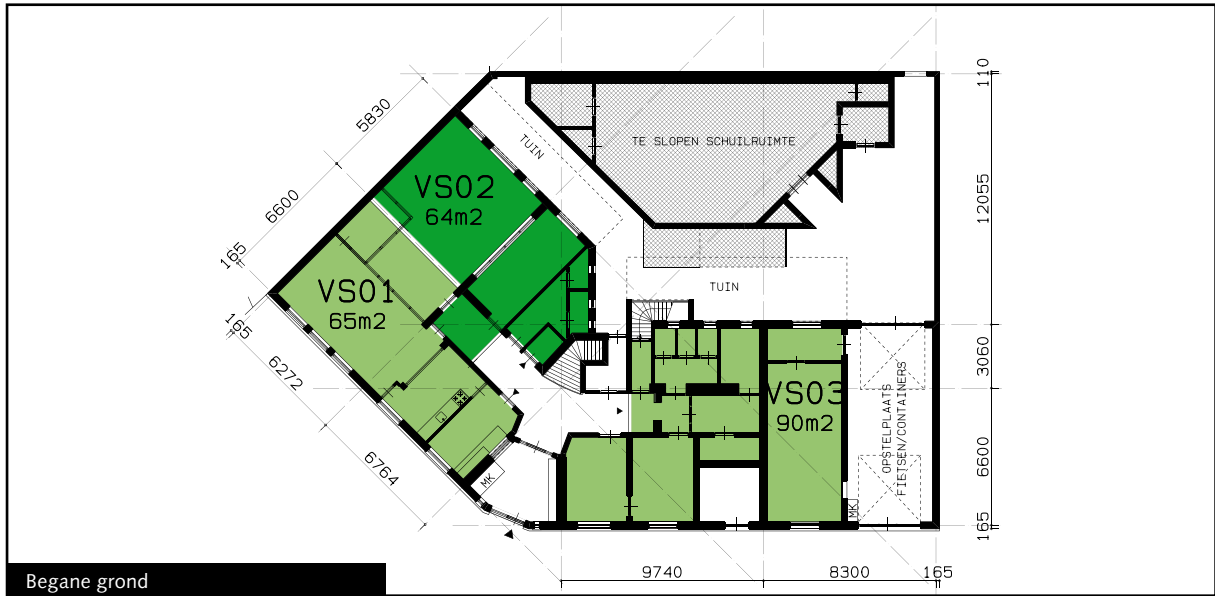 110
5830
TUIN
TE SLOPEN SCHUILRUIMTE
VS02
64m2
6600
12055
165
VS01
65m2
TUIN
165
6272
3060
VS03
90m2
OPSTELPLAATS
FIETSEN/CONTAINERS
6764
MK
MK
6600
165
9740
8300
165
Begane grond